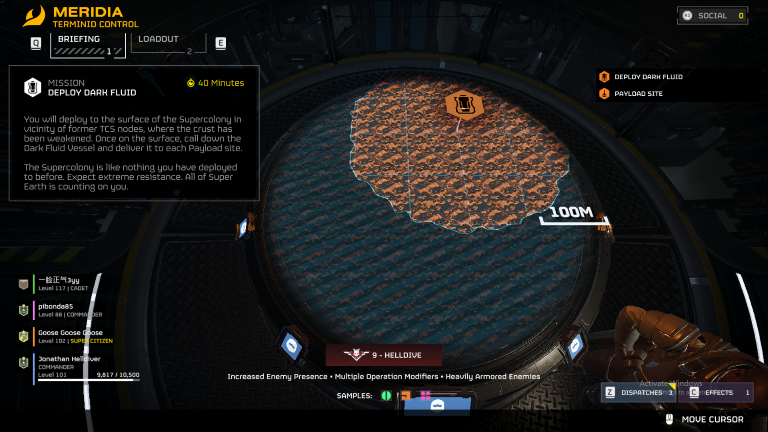 MERIDIA
TERMINID CONTROL
Q
BRIEFING
1
LOADOUT
2
E
SOCIAL 0
MISSION
DEPLOY DARK FLUID
40 Minutes
You will deploy to the surface of the Supercolony in
vicinity of former TCS nodes, where the crust has
been weakened. Once on the surface, call down the
Dark Fluid Vessel and deliver it to each Payload site.
The Supercolony is like nothing you have deployed
to before. Expect extreme resistance. All of Super
Earth is counting on you.
DEPLOY DARK FLUID
PAYLOAD SITE
100M
一脸正气3yy
Level 117 | CADET
pibonda85
Level 88 | COMMANDER
Goose Goose Goose
Level 102 | SUPER CITIZEN
Jonathan Helldiver
COMMANDER
Level 101 9,817 / 10,500
9 - HELLDIVE
Increased Enemy Presence • Multiple Operation Modifiers • Heavily Armored Enemies
SAMPLES:
Activate Windows
Z DISPATCHES 3
C EFFECTS 1
MOVE CURSOR